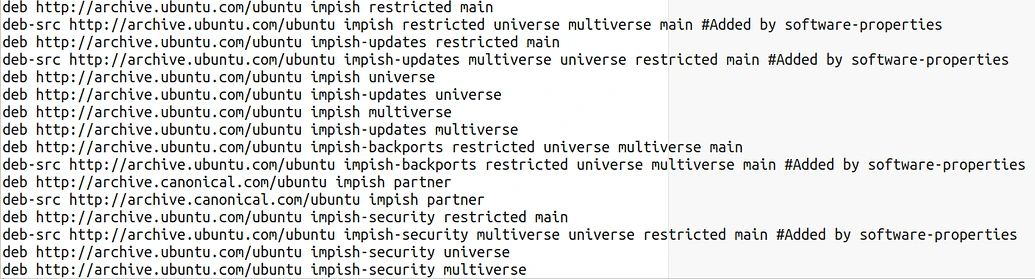 deb http://archive.ubuntu.com/ubuntu impish restricted main
deb-src http://archive.ubuntu.com/ubuntu impish restricted universe multiverse main #Added by software-properties
deb http://archive.ubuntu.com/ubuntu impish-updates restricted main
deb-src http://archive.ubuntu.com/ubuntu impish-updates multiverse universe restricted main #Added by software-properties
deb http://archive.ubuntu.com/ubuntu impish universe
deb http://archive.ubuntu.com/ubuntu impish-updates universe
deb http://archive.ubuntu.com/ubuntu impish multiverse
deb http://archive.ubuntu.com/ubuntu impish-updates multiverse
deb http://archive.ubuntu.com/ubuntu impish-backports restricted universe multiverse main
deb-src http://archive.ubuntu.com/ubuntu impish-backports restricted universe multiverse main #Added by software-properties
deb http://archive.canonical.com/ubuntu impish partner
deb-src http://archive.canonical.com/ubuntu impish partner
deb http://archive.ubuntu.com/ubuntu impish-security restricted main
deb-src http://archive.ubuntu.com/ubuntu impish-security multiverse universe restricted main #Added by software-properties
deb http://archive.ubuntu.com/ubuntu impish-security universe
deb http://archive.ubuntu.com/ubuntu impish-security multiverse